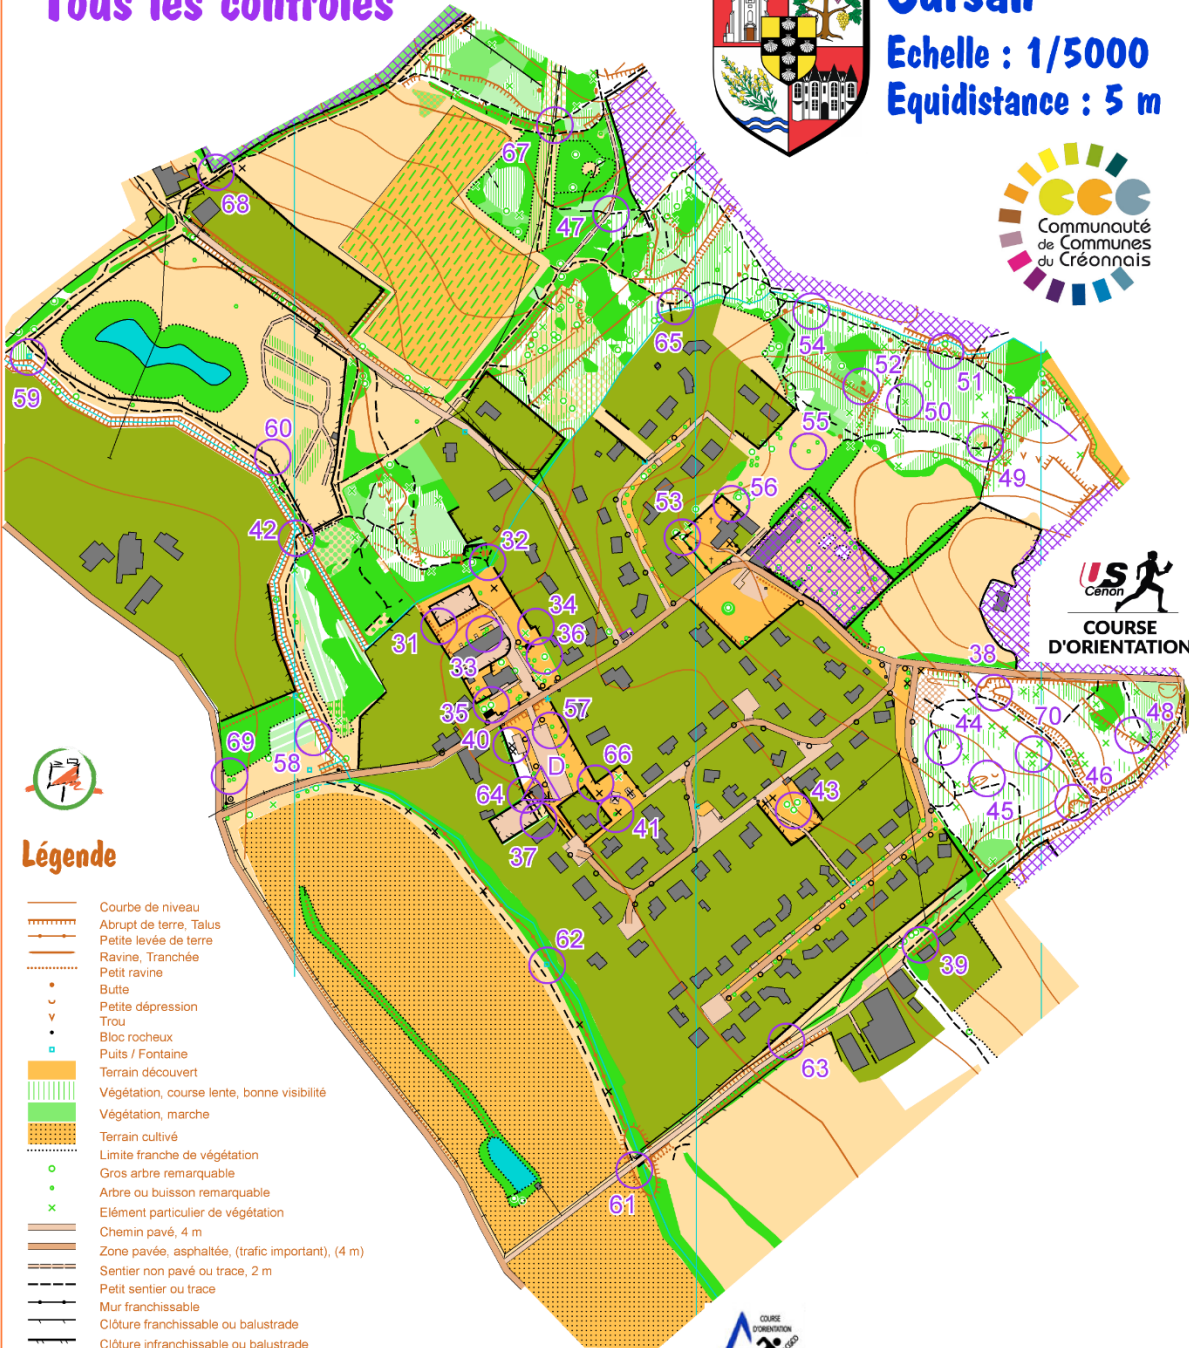 Tous les contrôles
Cursan
Echelle : 1/5000
Equidistance : 5 m
Communauté
de Communes
du Créonnais
67
68
47
65
54
52
51
50
59
60
55
49
56
53
42
32
US
Cenon
COURSE
D'ORIENTATION
34
31
36
33
38
35
57
44
70
48
40
69
58
D
66
46
64
43
45
41
37
Légende
Courbe de niveau
Abrupt de terre, Talus
Petite levée de terre
Ravine, Tranchée
Petit ravine
Butte
Petite dépression
Trou
Bloc rocheux
Puits / Fontaine
Terrain découvert
Végétation, course lente, bonne visibilité
Végétation, marche
Terrain cultivé
Limite franche de végétation
Gros arbre remarquable
Arbre ou buisson remarquable
Elément particulier de végétation
Chemin pavé, 4 m
Zone pavée, asphaltée, (trafic important), (4 m)
Sentier non pavé ou trace, 2 m
Petit sentier ou trace
Mur franchissable
Clôture franchissable ou balustrade
Clôture infranchissable ou balustrade
62
39
63
61
COURSE
D'ORIENTATION